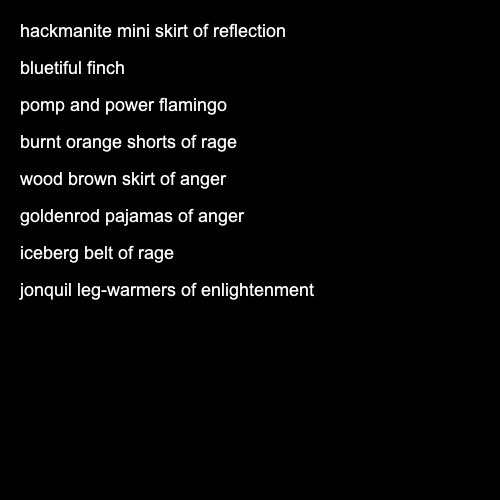 hackmanite mini skirt of reflection
bluetiful finch
pomp and power flamingo
burnt orange shorts of rage
wood brown skirt of anger
goldenrod pajamas of anger
iceberg belt of rage
jonquil leg-warmers of enlightenment